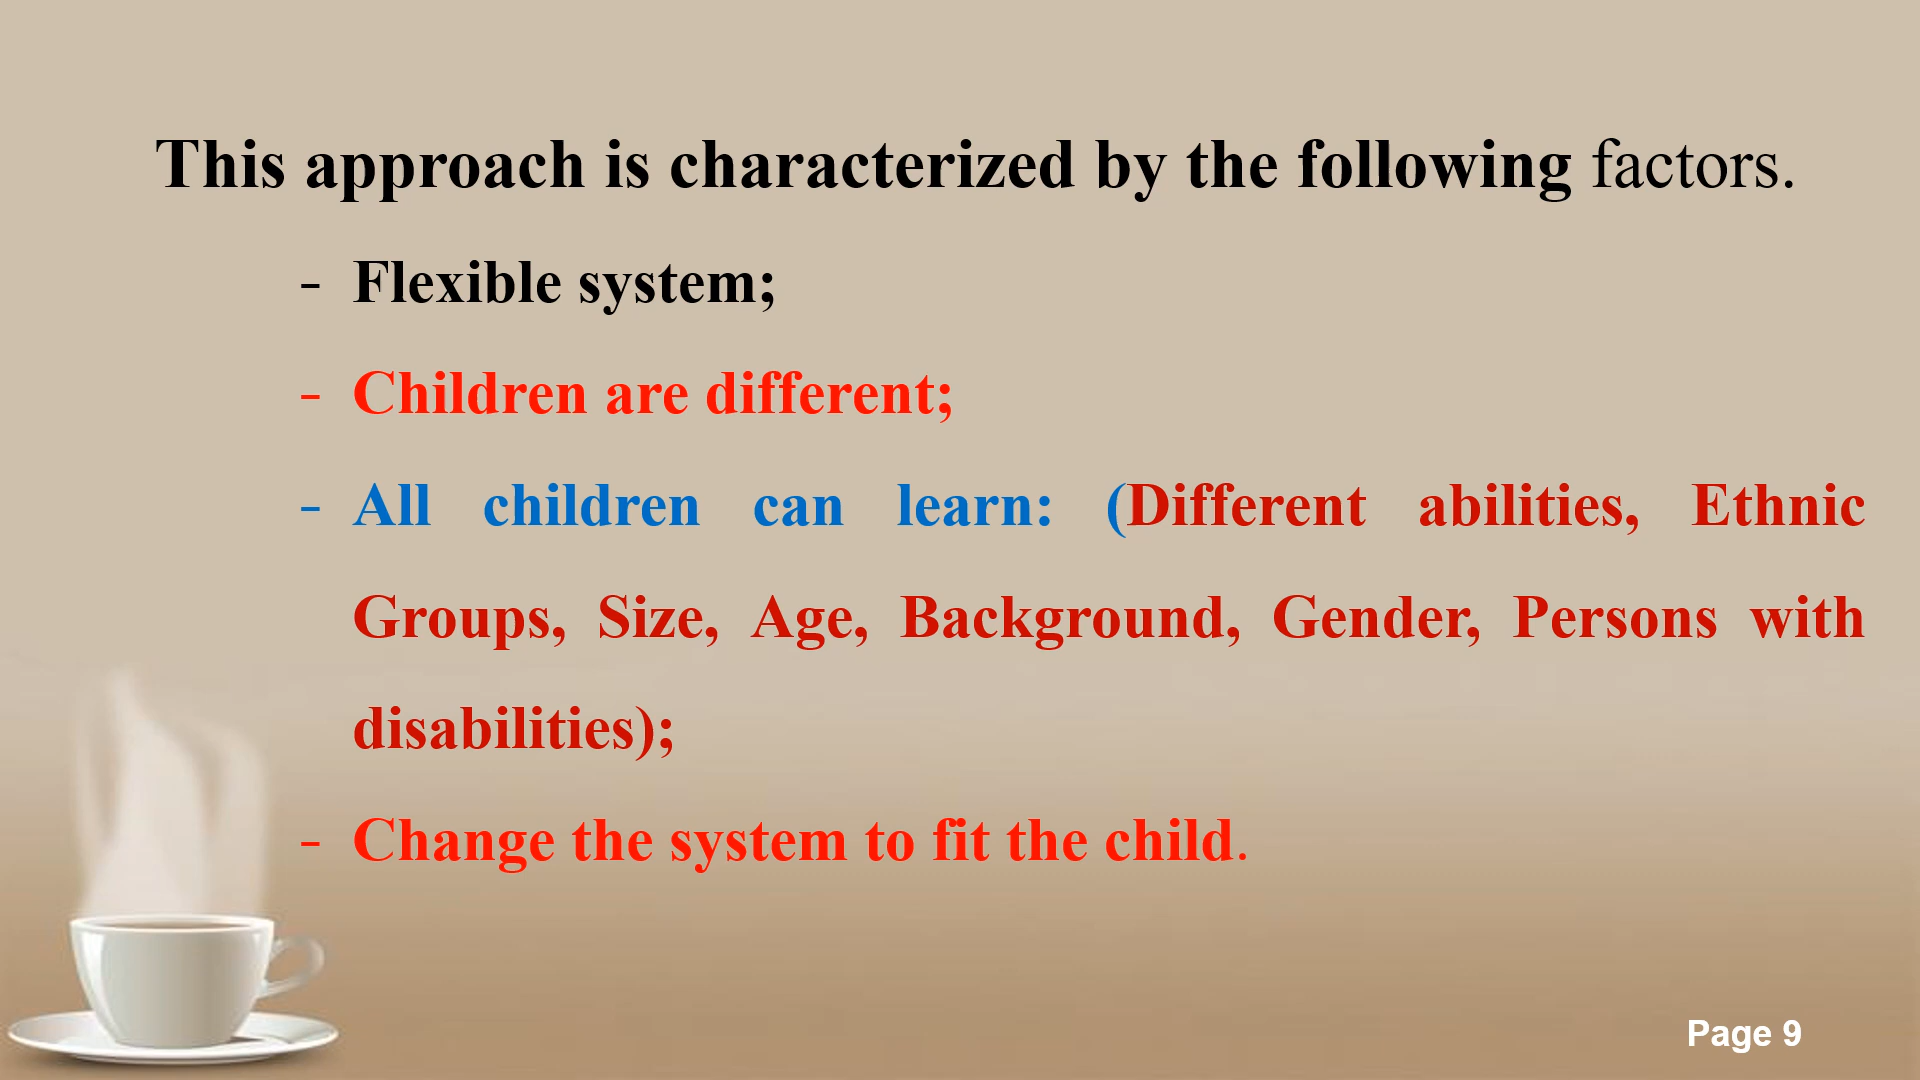 This approach is characterized by the following factors.
- Flexible system;
- Children are different;
- All children can learn: (Different abilities, Ethnic
Groups, Size, Age, Background, Gender, Persons with
disabilities);
- Change the system to fit the child.
Page 9